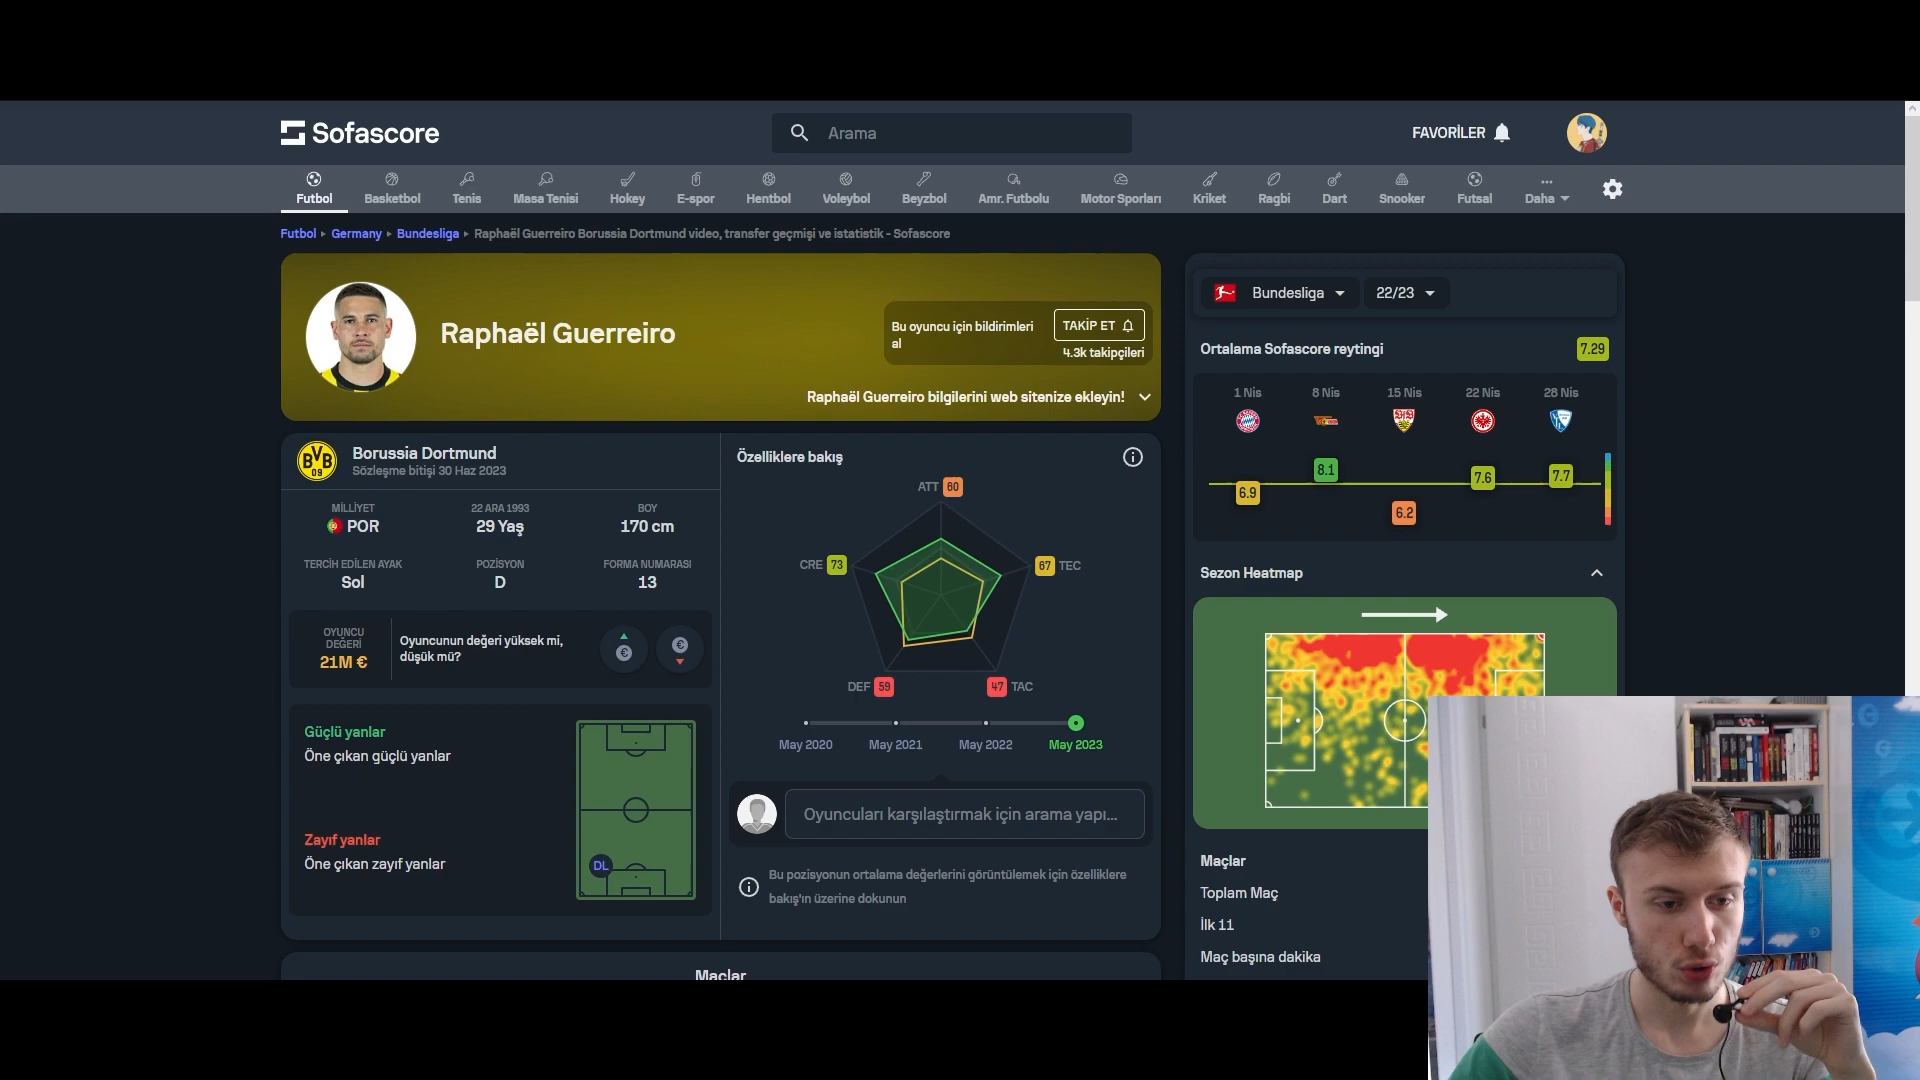 Sofascore
Arama
FAVORİLER
Futbol
Basketbol
Tenis
Masa Tenisi
Hokey
E-spor
Hentbol
Voleybol
Beyzbol
Amr. Futbolu
Motor Sporları
Kriket
Ragbi
Dart
Snooker
Futsal
Daha
Futbol
Germany
Bundesliga
Raphaël Guerreiro Borussia Dortmund video, transfer geçmişi ve istatistik - Sofascore
Raphaël Guerreiro
Bu oyuncu için bildirimleri
al
TAKİP ET
4.3k takipçileri
Raphaël Guerreiro bilgilerini web sitenize ekleyin!
BVB
09
Borussia Dortmund
Sözleşme bitişi 30 Haz 2023
MİLLİYET
POR
22 ARA 1993
29 Yaş
BOY
170 cm
TERCİH EDİLEN AYAK
Sol
POZİSYON
D
FORMA NUMARASI
13
OYUNCU
DEĞERİ
21M €
Oyuncunun değeri yüksek mi,
düşük mü?
€
€
Güçlü yanlar
Öne çıkan güçlü yanlar
Zayıf yanlar
Öne çıkan zayıf yanlar
DL
Özelliklere bakış
ATT 60
CRE 73
67 TEC
DEF 59
47 TAC
May 2020
May 2021
May 2022
May 2023
Oyuncuları karşılaştırmak için arama yapı...
Bu pozisyonun ortalama değerlerini görüntülemek için özelliklere
bakış'ın üzerine dokunun
Maçlar
Bundesliga
22/23
Ortalama Sofascore reytingi
7.29
1 Nis
8 Nis
15 Nis
22 Nis
28 Nis
6.9
8.1
6.2
7.6
7.7
Sezon Heatmap
Maçlar
Toplam Maç
İlk 11
Maç başına dakika